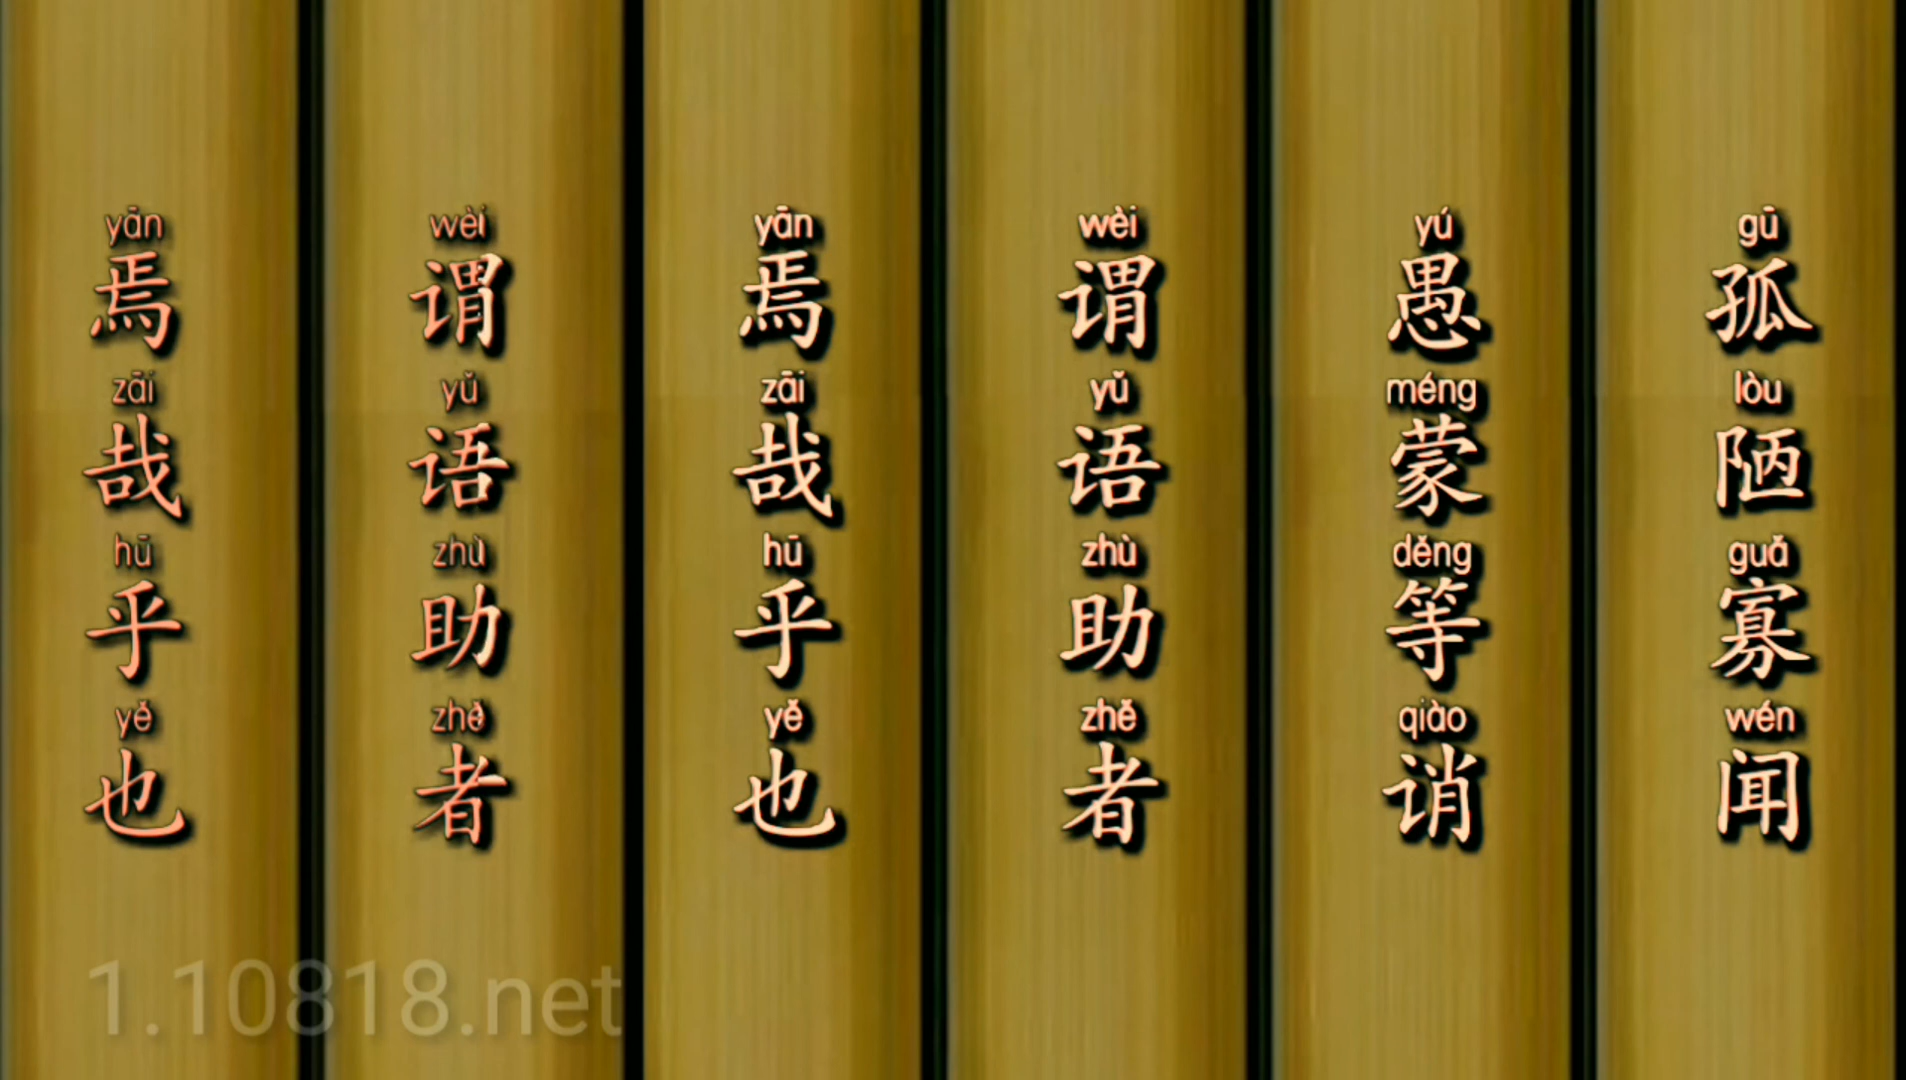 gū lòu guǎ wén
孤陋寡闻
yú méng děng qiào
愚蒙等诮
wèi yǔ zhù zhě
谓语助者
yān zāi hū yě
焉哉乎也
wèi yǔ zhù zhě
谓语助者
yān zāi hū yě
焉哉乎也
1.10818.net